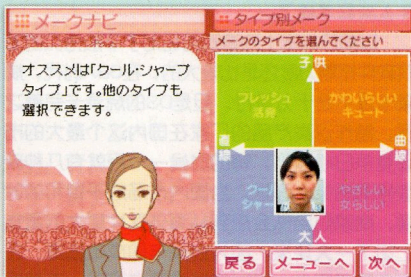 メークナビ
オススメは「クール・シャープ
タイプ」です。他のタイプも
選択できます。
タイプ別メーク
メークのタイプを選んでください
子供
フレッシュ
活発
かわいらしい
キュート
直線
曲線
クー
シャ
やさしい
女らしい
大人
戻る
メニューへ
次へ